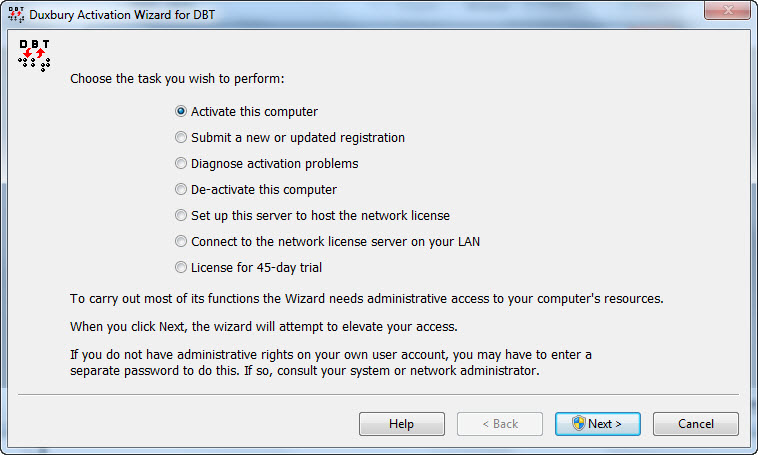 Duxbury Activation Wizard for DBT
DBT
Choose the task you wish to perform:
Activate this computer
Submit a new or updated registration
Diagnose activation problems
De-activate this computer
Set up this server to host the network license
Connect to the network license server on your LAN
License for 45-day trial
To carry out most of its functions the Wizard needs administrative access to your computer's resources.
When you click Next, the wizard will attempt to elevate your access.
If you do not have administrative rights on your own user account, you may have to enter a
separate password to do this. If so, consult your system or network administrator.
Help
< Back
Next >
Cancel